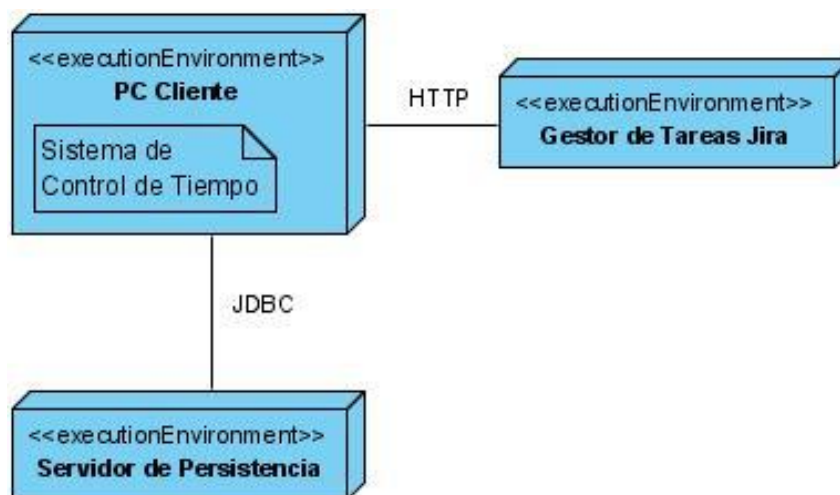 <<executionEnvironment>>
PC Cliente
Sistema de
Control de Tiempo
HTTP
<<executionEnvironment>>
Gestor de Tareas Jira
JDBC
<<executionEnvironment>>
Servidor de Persistencia